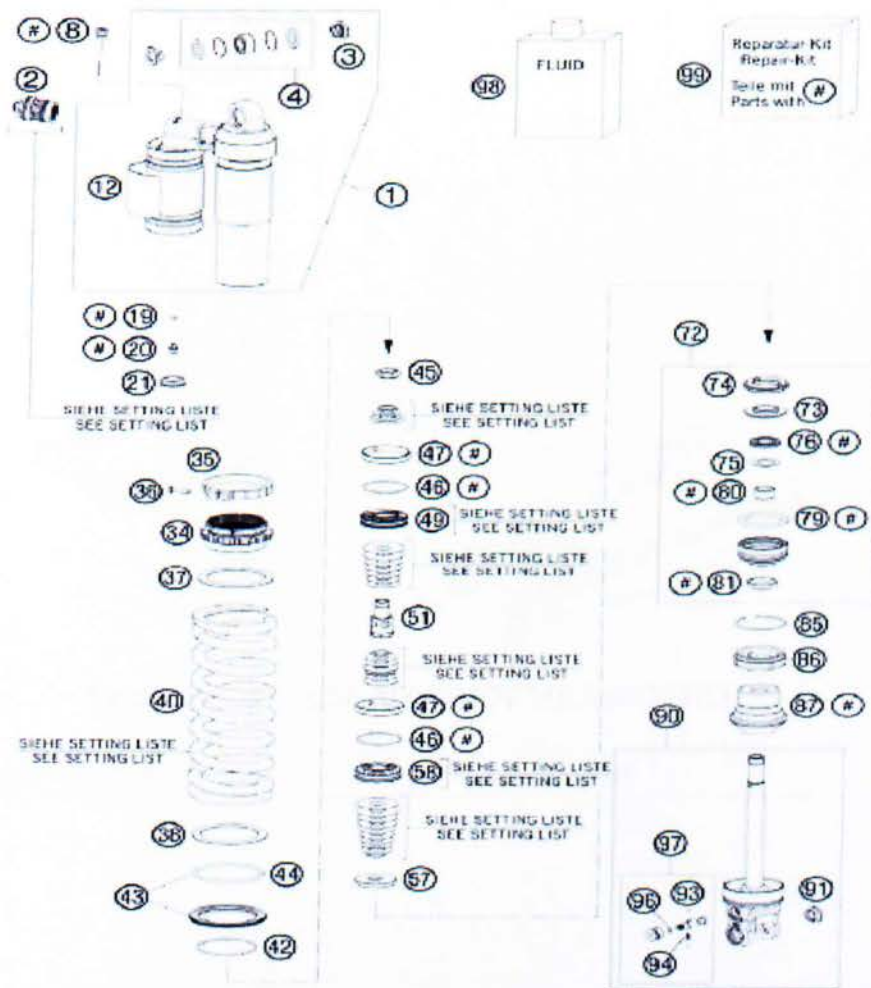 # 8
2
3
4
FLUID
98
Reparatur-Kit
Repair-Kit
Teile mit
Parts with #
99
12
1
# 19
# 20
21
SIEHE SETTING LISTE
SEE SETTING LIST
35
36
34
37
40
SIEHE SETTING LISTE
SEE SETTING LIST
38
44
43
42
45
SIEHE SETTING LISTE
SEE SETTING LIST
47 #
46 #
49 SIEHE SETTING LISTE
SEE SETTING LIST
SIEHE SETTING LISTE
SEE SETTING LIST
51
SIEHE SETTING LISTE
SEE SETTING LIST
47 #
46 #
58 SIEHE SETTING LISTE
SEE SETTING LIST
SIEHE SETTING LISTE
SEE SETTING LIST
57
72
74
73
76 #
75
# 80
79 #
# 81
85
86
87 #
90
97
96 93
94
91